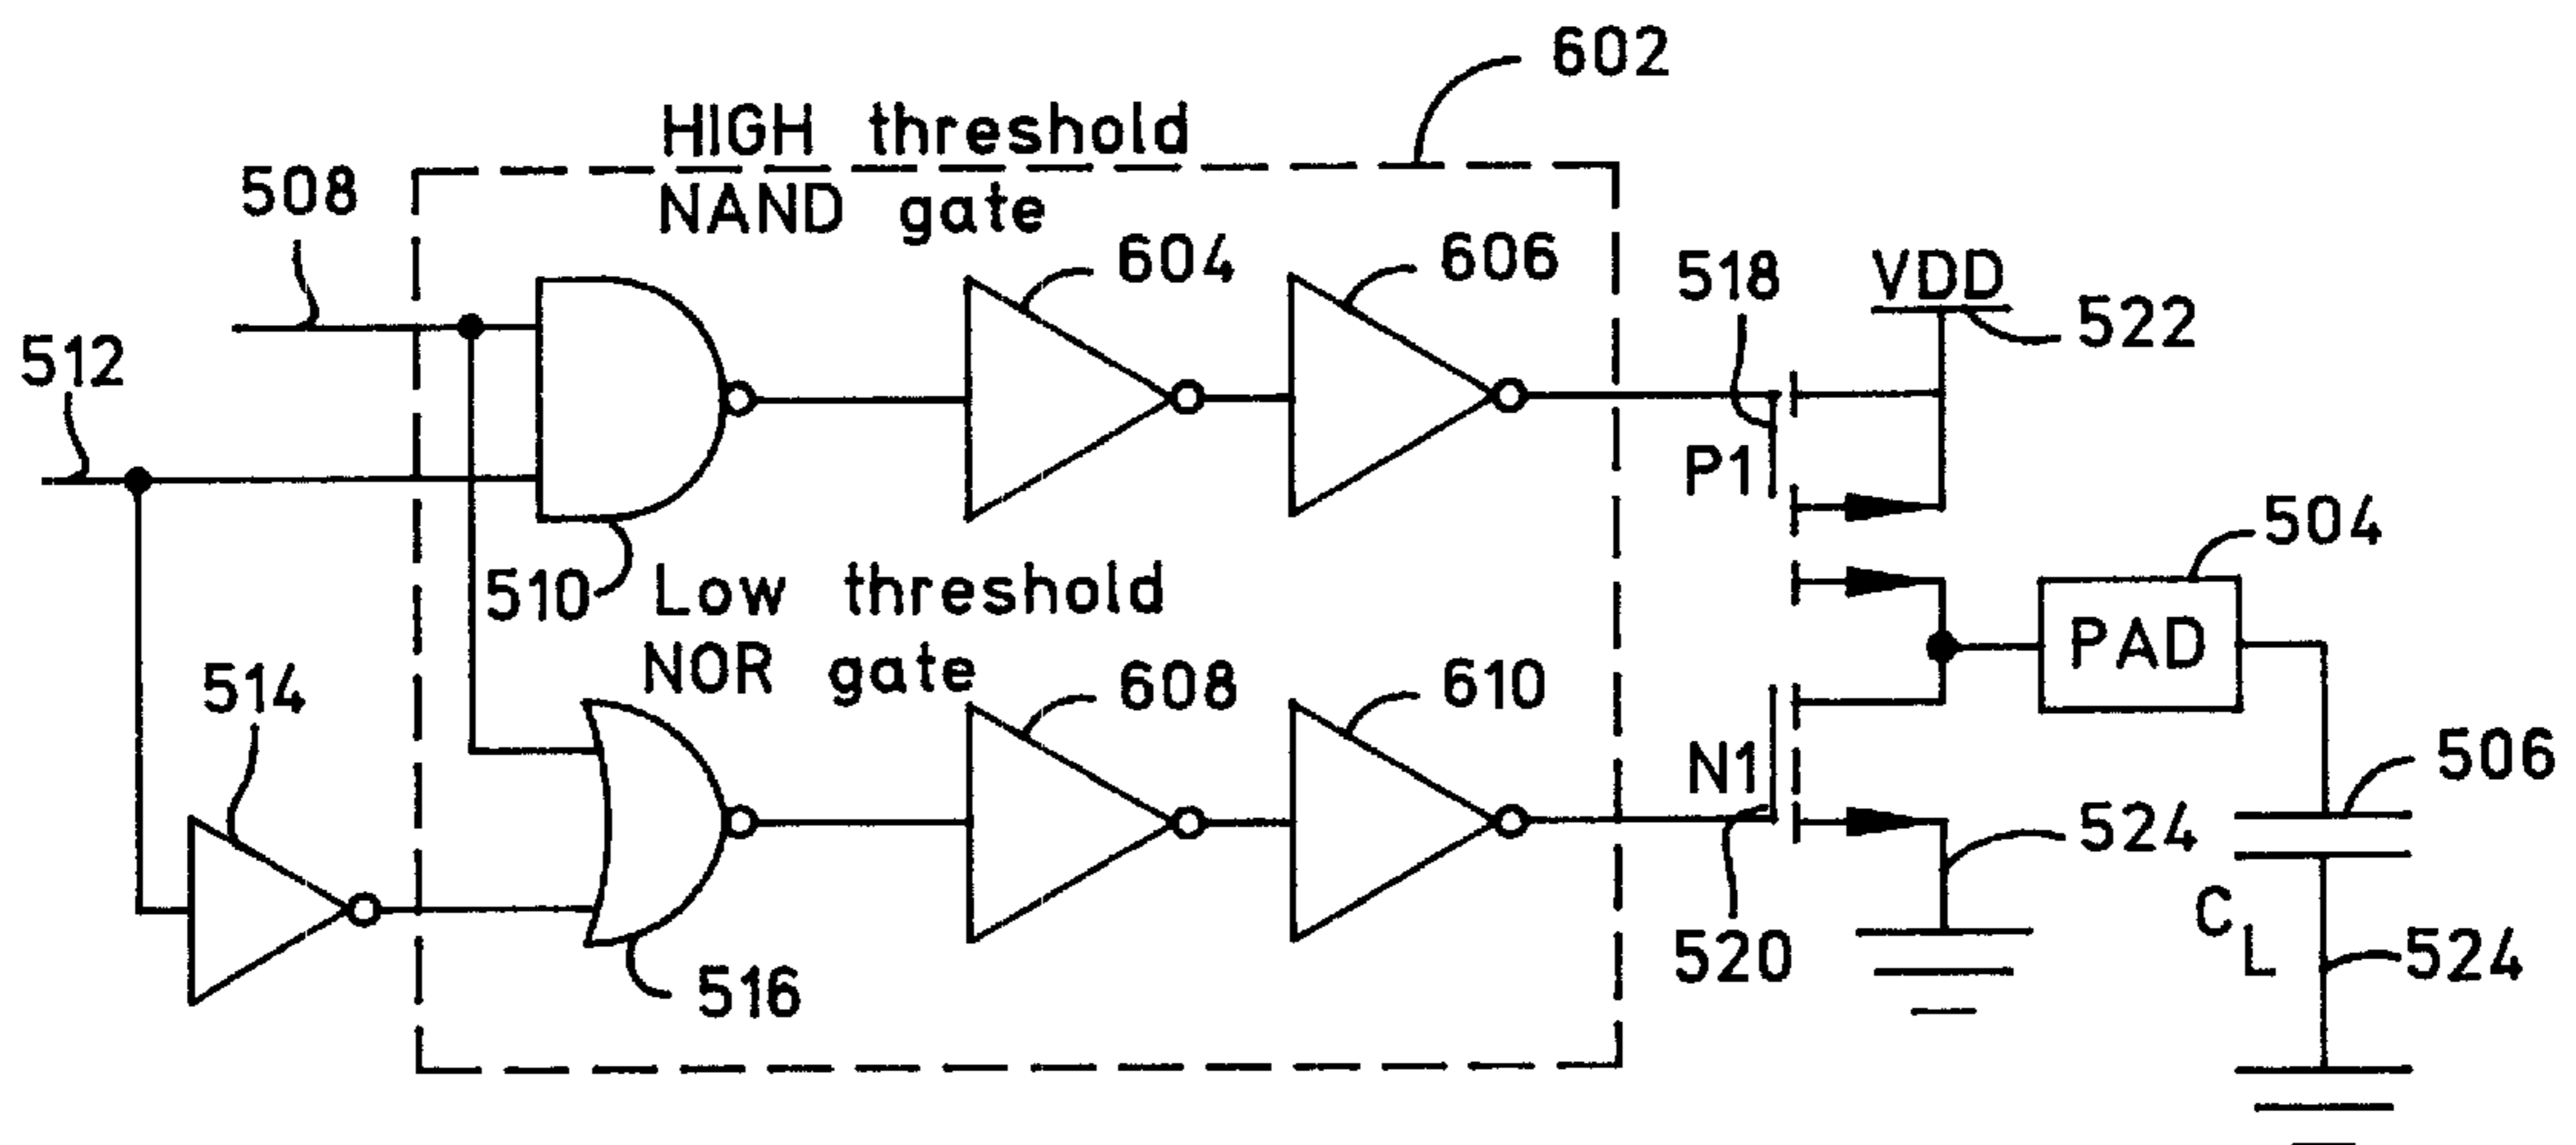 602
HIGH threshold
NAND gate
508
604
606
518
VDD
522
512
P1
504
510
Low threshold
NOR gate
PAD
514
608
610
N1
506
524
516
520
CL
524